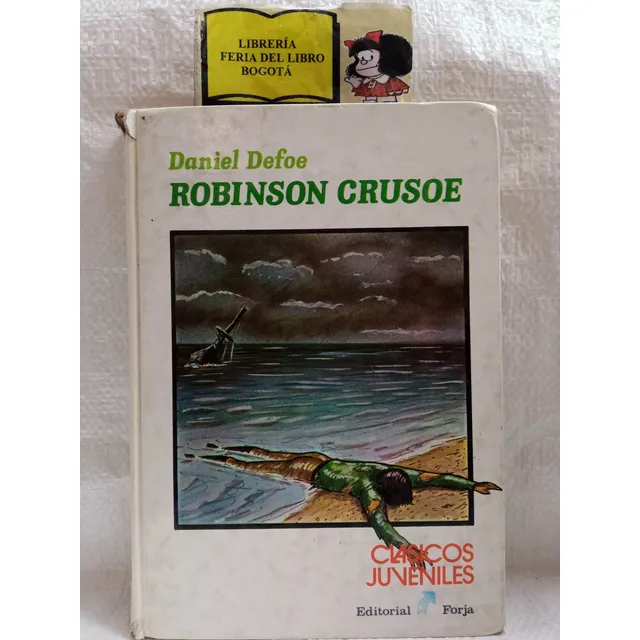 LIBRERÍA
FERIA DEL LIBRO
BOGOTÁ
Daniel Defoe
ROBINSON CRUSOE
CLÁSICOS
JUVENILES
Editorial Forja